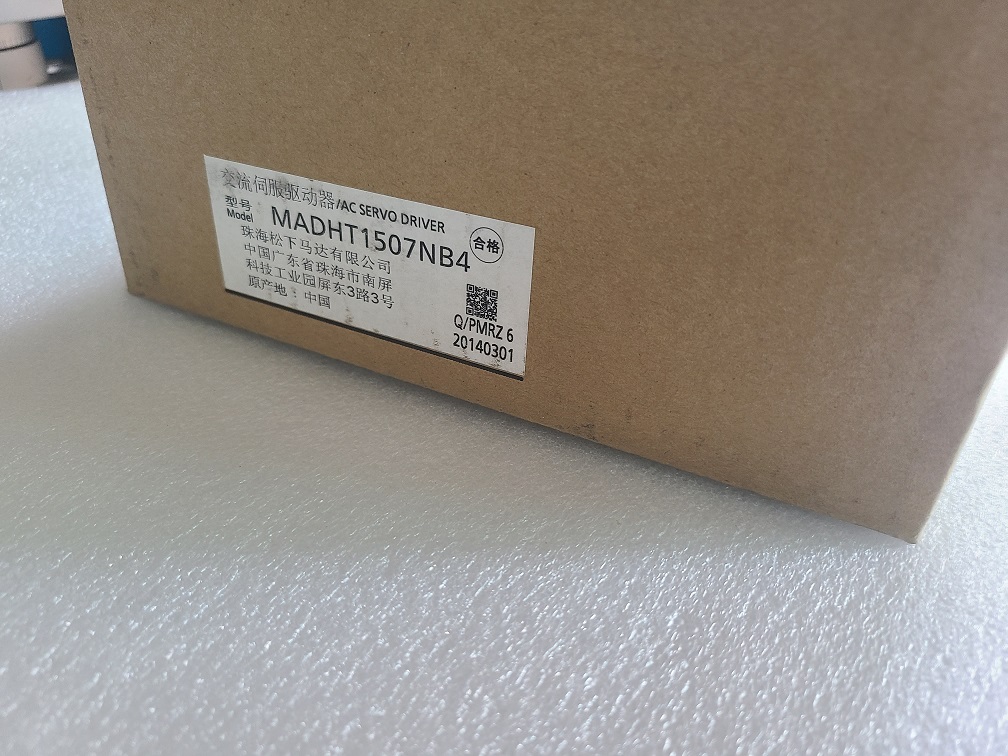 交流伺服驱动器/AC SERVO DRIVER
型号 Model MADHT1507NB4
合格
珠海松下马达有限公司
中国广东省珠海市南屏
科技工业园屏东3路3号
原产地：中国
Q/PMRZ 6
20140301